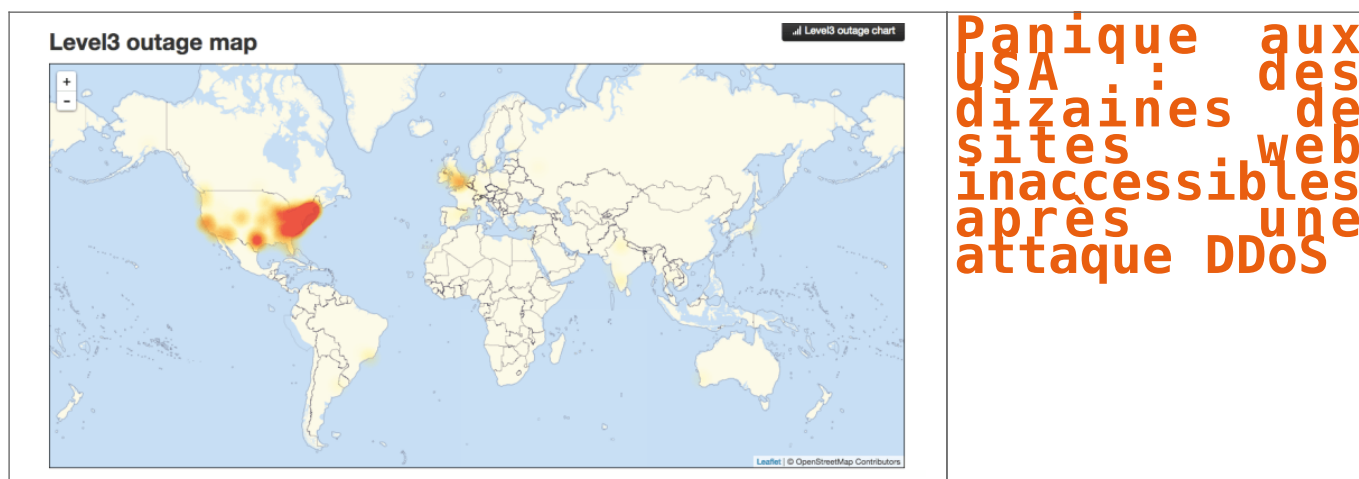 Level3 outage map
Level3 outage chart
+
−
Leaflet | © OpenStreetMap Contributors
Panique aux
USA : des
dizaines de
sites web
inaccessibles
après une
attaque DDoS